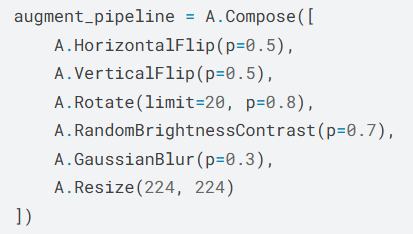 augment_pipeline = A.Compose([
    A.HorizontalFlip(p=0.5),
    A.VerticalFlip(p=0.5),
    A.Rotate(limit=20, p=0.8),
    A.RandomBrightnessContrast(p=0.7),
    A.GaussianBlur(p=0.3),
    A.Resize(224, 224)
])